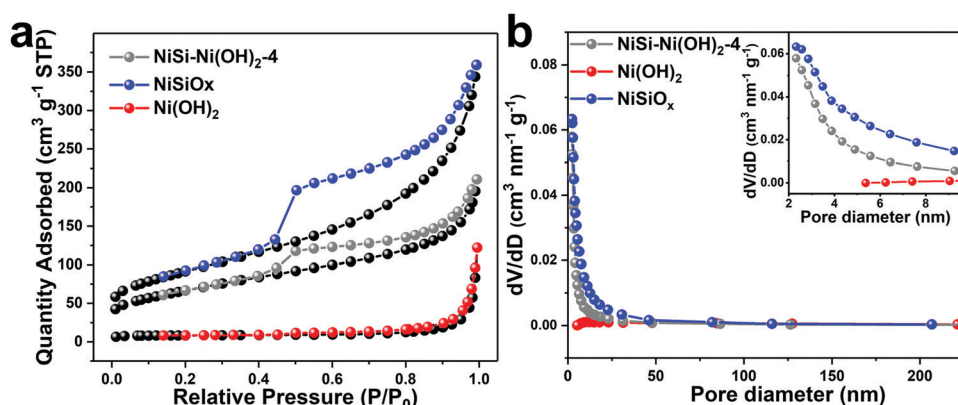 a
Quantity Adsorbed (cm³ g⁻¹ STP)
NiSi-Ni(OH)₂-4
NiSiOx
Ni(OH)₂
350
300
250
200
150
100
50
0
0.0 0.2 0.4 0.6 0.8 1.0
Relative Pressure (P/P₀)
b
dV/dD (cm³ nm⁻¹ g⁻¹)
NiSi-Ni(OH)₂-4
Ni(OH)₂
NiSiOₓ
0.08
0.06
0.04
0.02
0.00
0 50 100 150 200
Pore diameter (nm)
dV/dD (cm³ nm⁻¹ g⁻¹)
0.06
0.04
0.02
0.00
2 4 6 8
Pore diameter (nm)